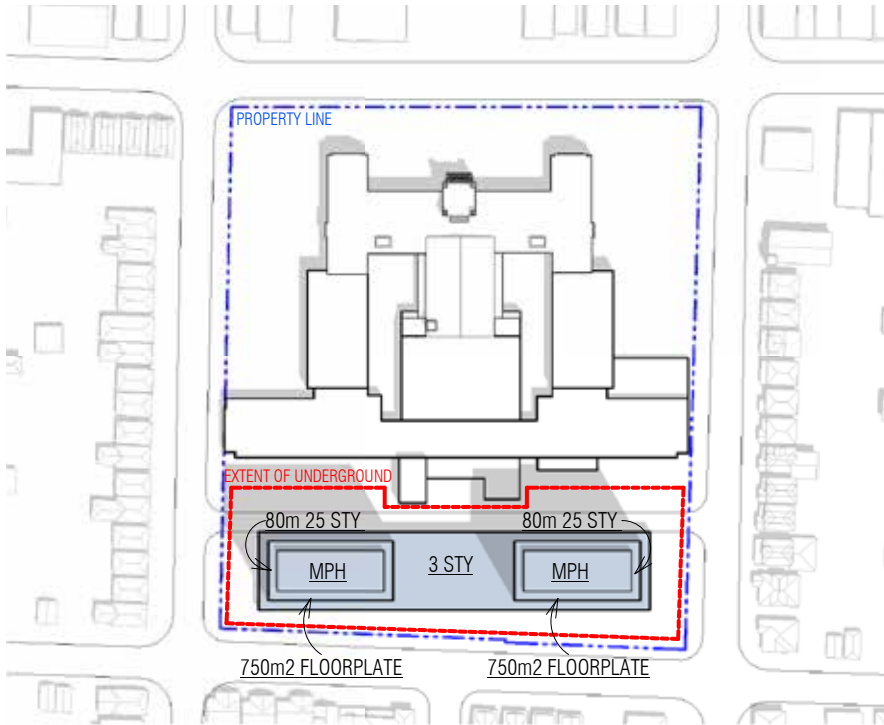 PROPERTY LINE
EXTENT OF UNDERGROUND
80m 25 STY
80m 25 STY
MPH
3 STY
MPH
750m2 FLOORPLATE
750m2 FLOORPLATE